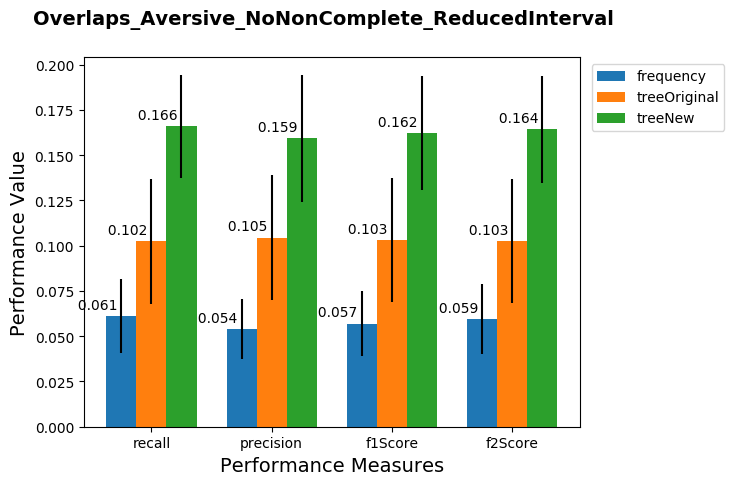 Overlaps_Aversive_NoNonComplete_ReducedInterval
frequency
treeOriginal
treeNew
Performance Value
0.200
0.175
0.150
0.125
0.100
0.075
0.050
0.025
0.000
0.061
0.102
0.166
0.054
0.105
0.159
0.057
0.103
0.162
0.059
0.103
0.164
recall
precision
f1Score
f2Score
Performance Measures